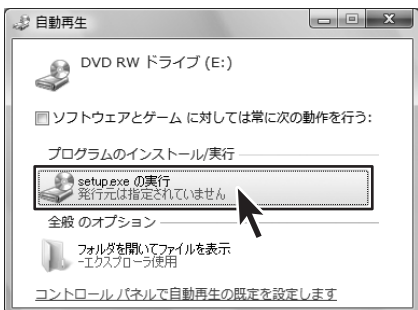 自動再生
DVD RW ドライブ (E:)
ソフトウェアとゲーム に対しては常に次の動作を行う:
プログラムのインストール/実行
setup.exe の実行
発行元は指定されていません
全般 のオプション
フォルダを開いてファイルを表示
-エクスプローラ使用
コントロール パネルで自動再生の既定を設定します